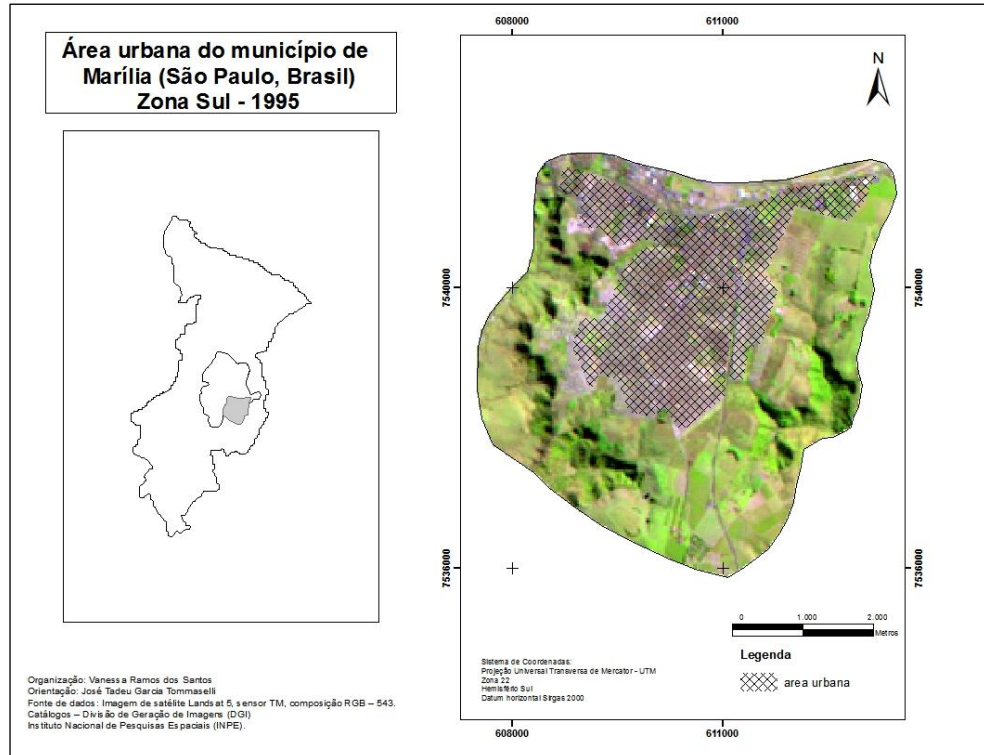 Área urbana do município de
Marília (São Paulo, Brasil)
Zona Sul - 1995
608000
611000
N
7540000
7540000
7536000
7536000
0 1.000 2.000
Metros
Legenda
area urbana
Sistema de Coordenadas:
Projeção Universal Transversa de Mercator - UTM
Zona 22
Hemisfério Sul
Datum horizontal Sirgas 2000
608000
611000
Organização: Vanessa Ramos dos Santos
Orientação: José Tadeu Garcia Tommaselli
Fonte de dados: Imagem de satélite Landsat 5, sensor TM, composição RGB – 543.
Catálogos – Divisão de Geração de Imagens (DGI)
Instituto Nacional de Pesquisas Espaciais (INPE).